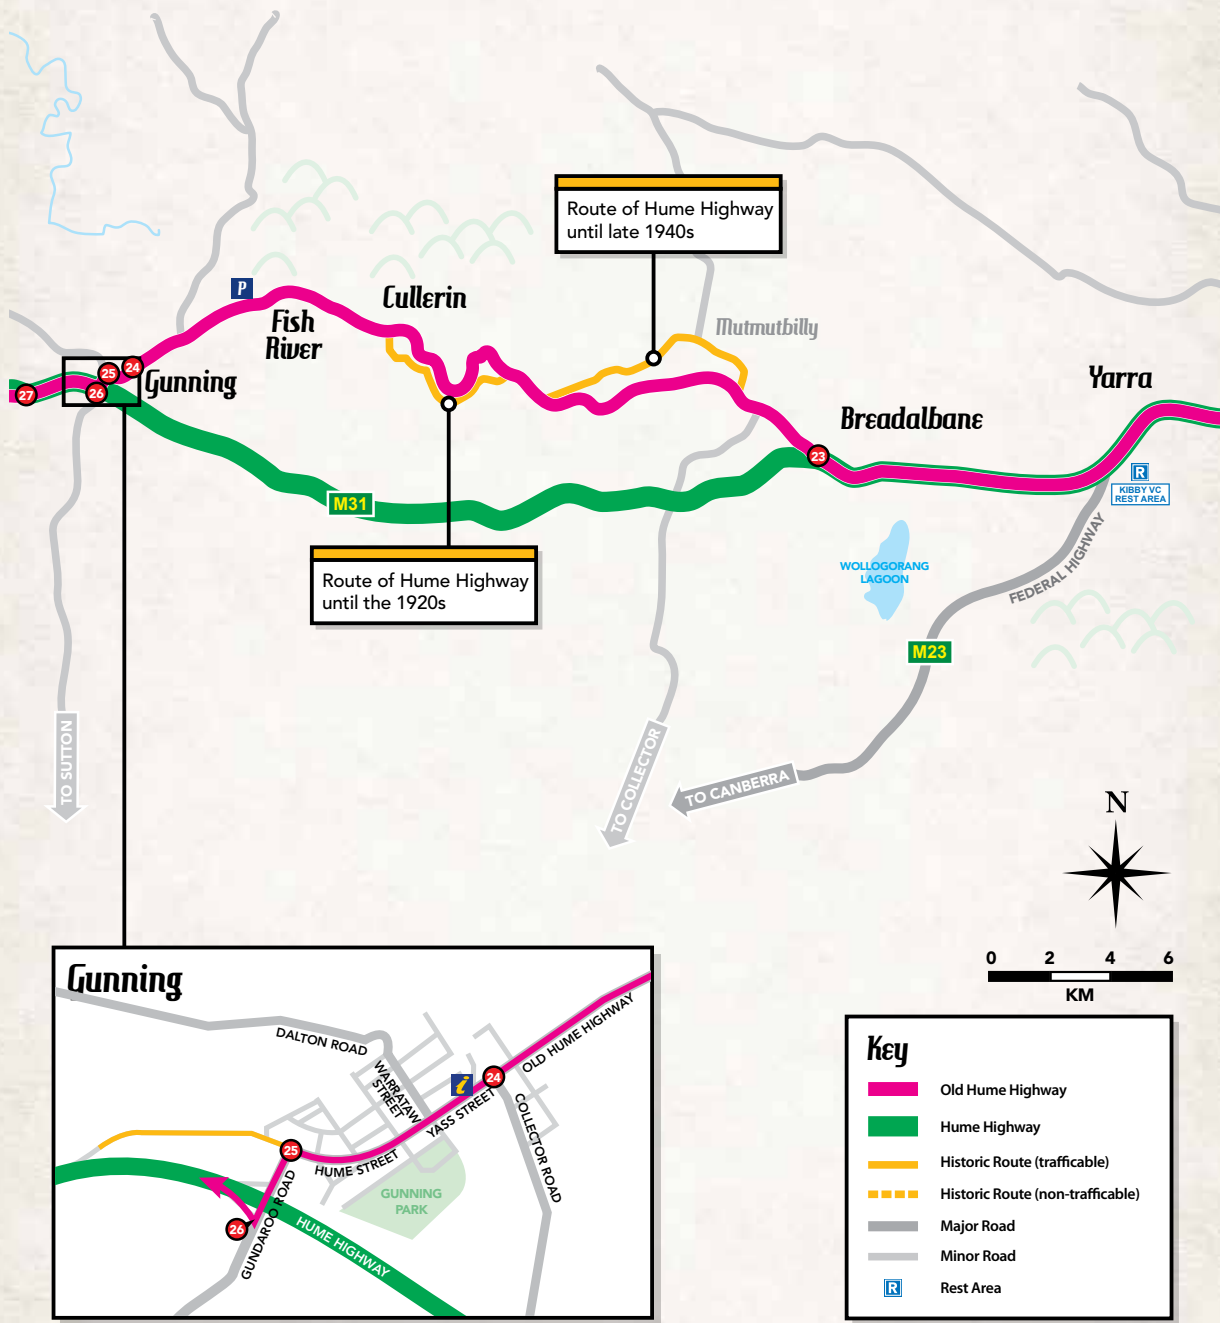 Route of Hume Highway
until late 1940s
P
Cullerin
Fish
River
Mutmutbilly
Yarra
25
24
Gunning
27
26
Breadalbane
23
M31
R
KIBBY VC
REST AREA
Route of Hume Highway
until the 1920s
WOLLOGORANG
LAGOON
FEDERAL HIGHWAY
M23
TO SUTTON
TO COLLECTOR
TO CANBERRA
N
0 2 4 6
KM
Gunning
DALTON ROAD
WARRATAW
STREET
OLD HUME HIGHWAY
i
24
YASS STREET
COLLECTOR ROAD
25
HUME STREET
GUNNING
PARK
26
GUNDAROO ROAD
HUME HIGHWAY
Key
Old Hume Highway
Hume Highway
Historic Route (trafficable)
Historic Route (non-trafficable)
Major Road
Minor Road
R Rest Area